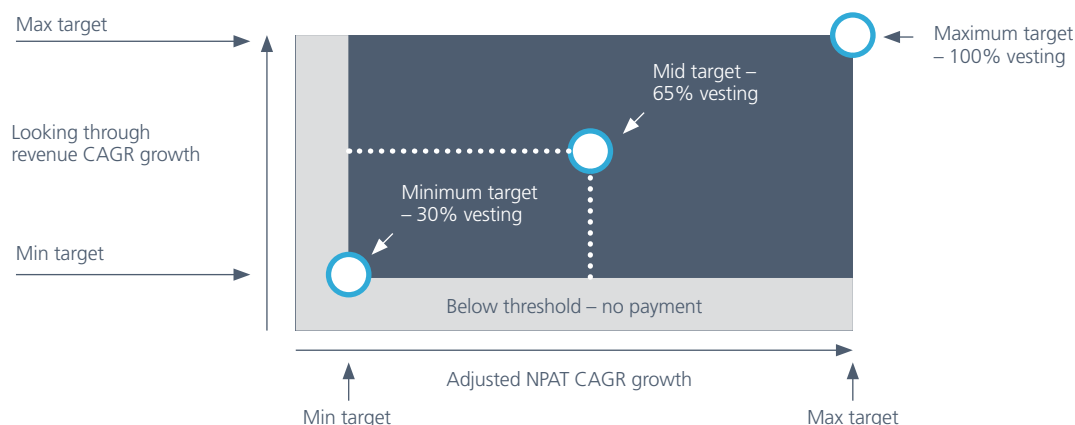 Max target
Maximum target
– 100% vesting
Mid target –
65% vesting
Looking through
revenue CAGR growth
Minimum target
– 30% vesting
Min target
Below threshold – no payment
Adjusted NPAT CAGR growth
Min target
Max target